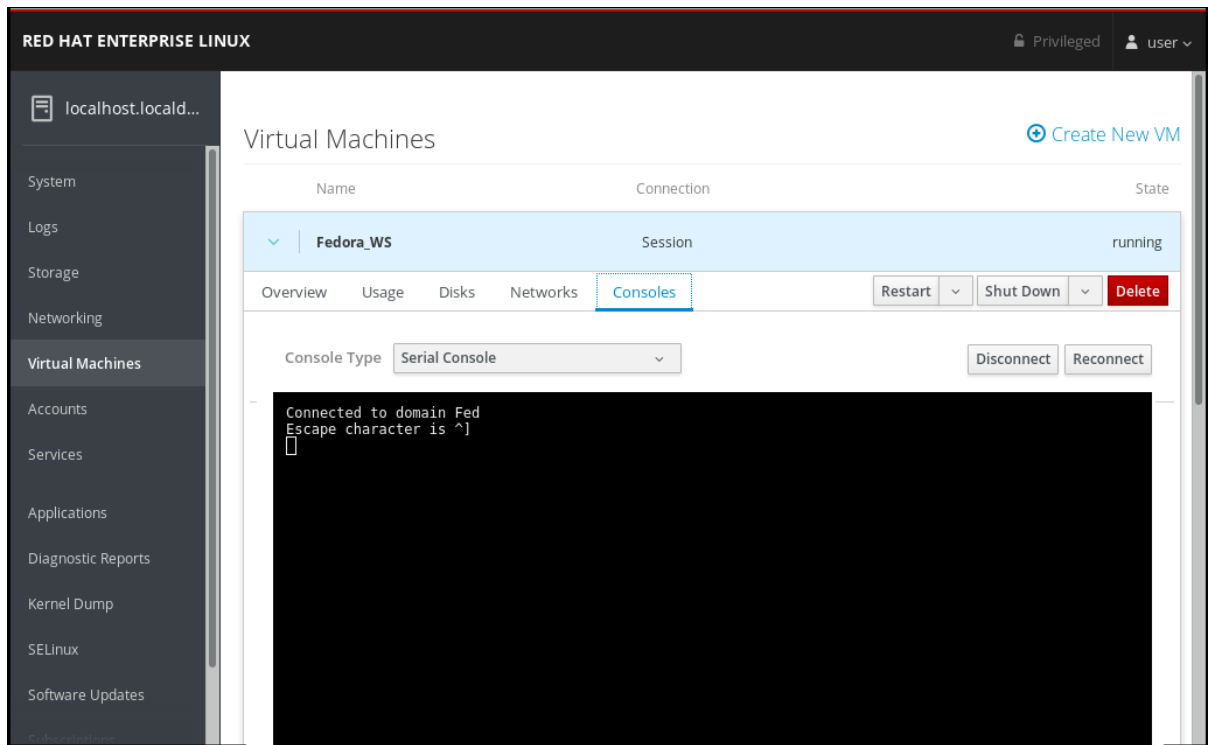 RED HAT ENTERPRISE LINUX
Privileged
user
localhost.locald...
System
Logs
Storage
Networking
Virtual Machines
Accounts
Services
Applications
Diagnostic Reports
Kernel Dump
SELinux
Software Updates
Subscriptions
Virtual Machines
Create New VM
Name Connection State
Fedora_WS Session running
Overview Usage Disks Networks Consoles Restart Shut Down Delete
Console Type Serial Console Disconnect Reconnect
Connected to domain Fed
Escape character is ^]